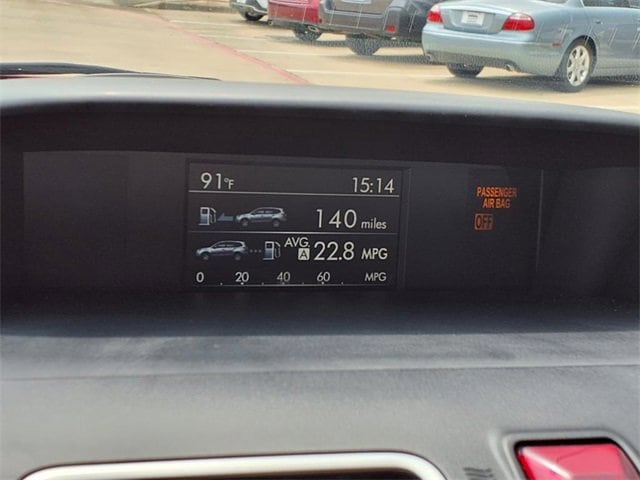 91°F 15:14
140 miles
AVG.
A 22.8 MPG
0 20 40 60 MPG
PASSENGER
AIR BAG
OFF